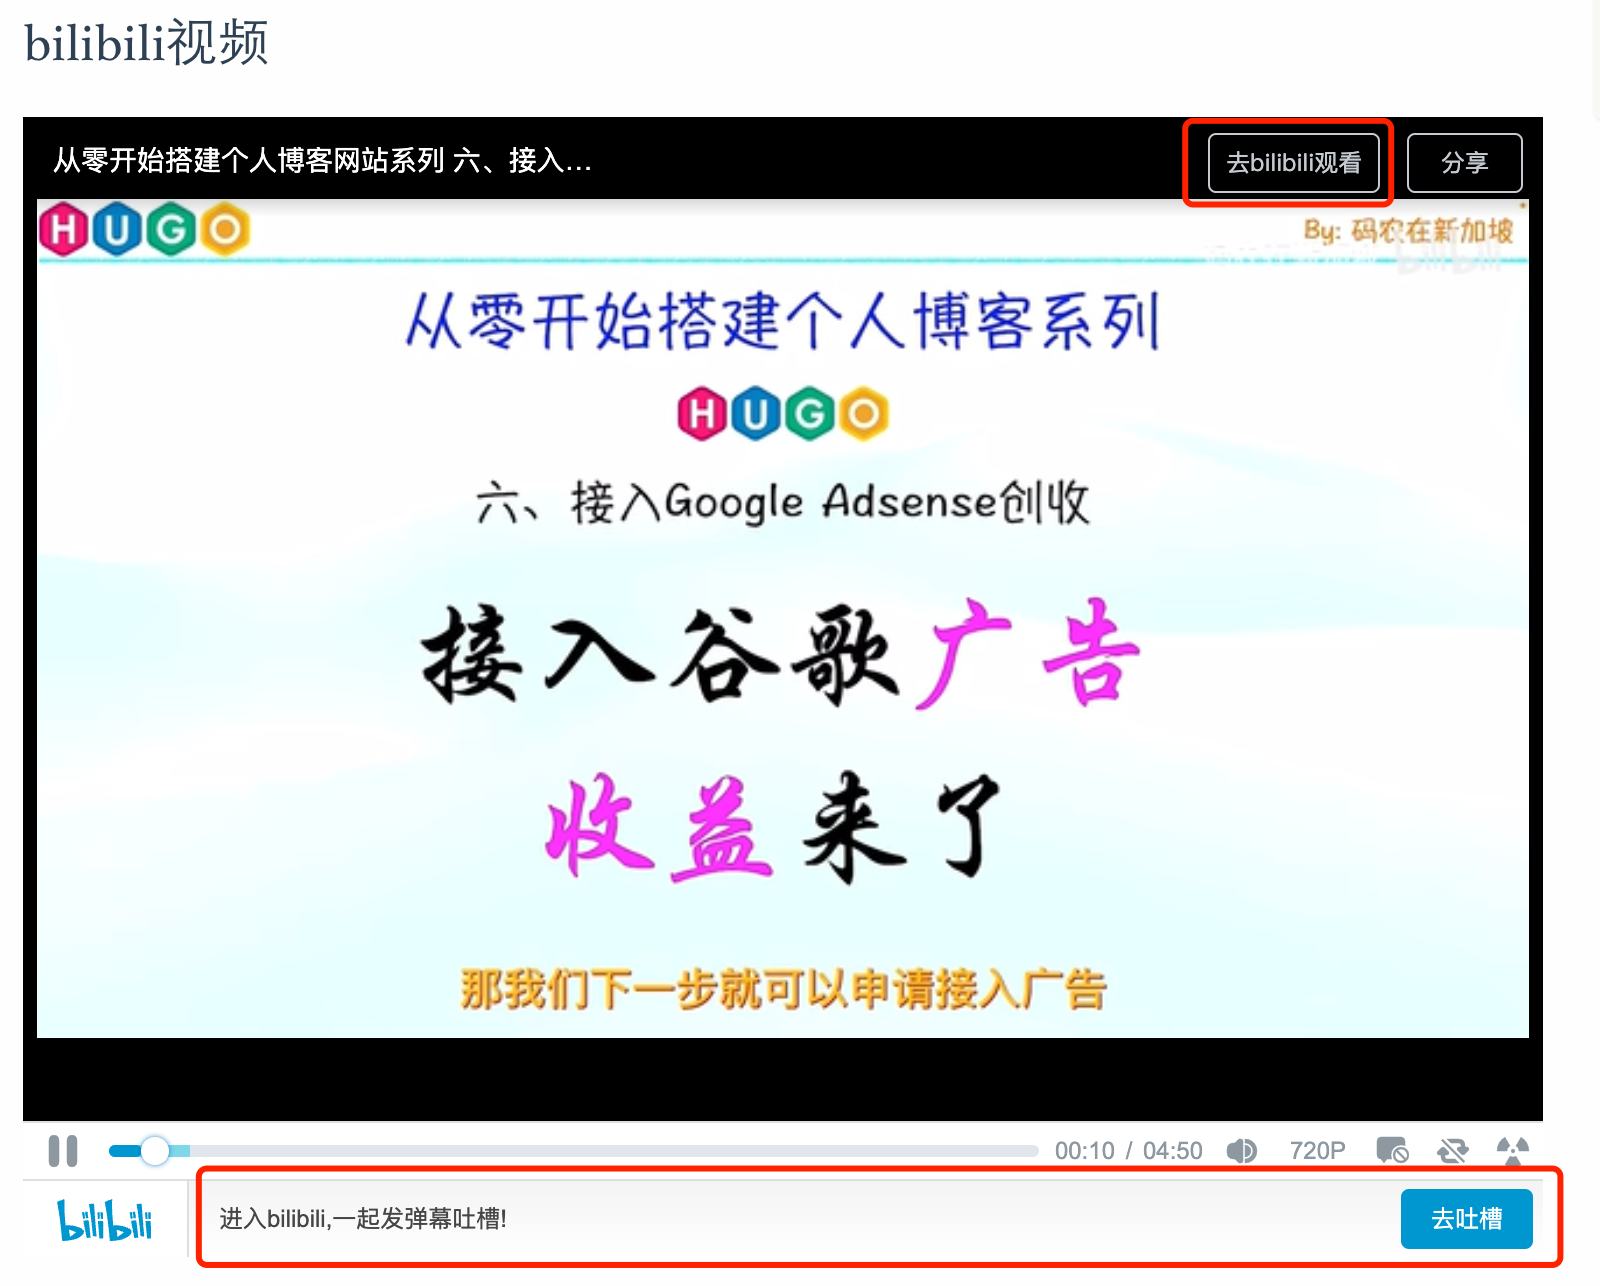 bilibili视频
从零开始搭建个人博客网站系列 六、接入...
去bilibili观看
分享
HUGO
By: 码农在新加坡
bilibili
从零开始搭建个人博客系列
HUGO
六、接入Google Adsense创收
接入谷歌广告
收益来了
那我们下一步就可以申请接入广告
00:10 / 04:50
720P
bilibili
进入bilibili,一起发弹幕吐槽!
去吐槽